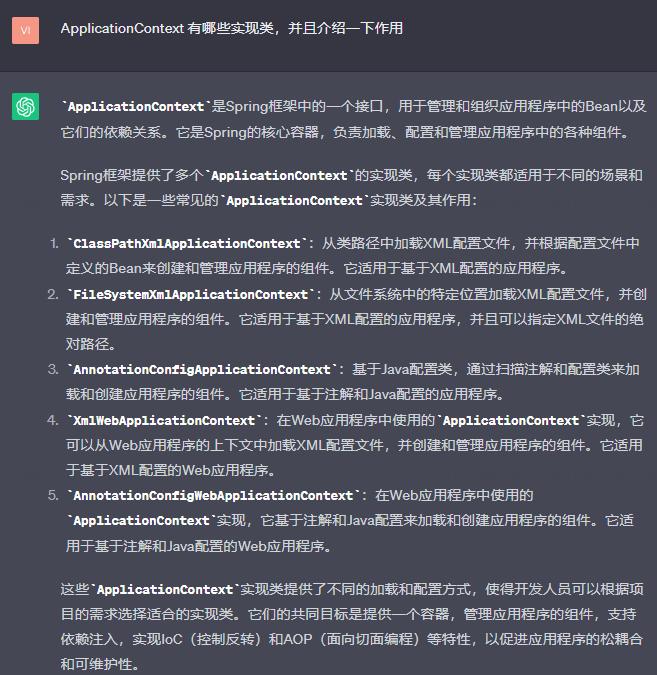 VI
ApplicationContext 有哪些实现类，并且介绍一下作用
`ApplicationContext`是Spring框架中的一个接口，用于管理和组织应用程序中的Bean以及
它们的依赖关系。它是Spring的核心容器，负责加载、配置和管理应用程序中的各种组件。
Spring框架提供了多个`ApplicationContext`的实现类，每个实现类都适用于不同的场景和
需求。以下是一些常见的`ApplicationContext`实现类及其作用：
1. `ClassPathXmlApplicationContext`：从类路径中加载XML配置文件，并根据配置文件中
定义的Bean来创建和管理应用程序的组件。它适用于基于XML配置的应用程序。
2. `FileSystemXmlApplicationContext`：从文件系统中的特定位置加载XML配置文件，并创
建和管理应用程序的组件。它适用于基于XML配置的应用程序，并且可以指定XML文件的绝
对路径。
3. `AnnotationConfigApplicationContext`：基于Java配置类，通过扫描注解和配置类来加
载和创建应用程序的组件。它适用于基于注解和Java配置的应用程序。
4. `XmlWebApplicationContext`：在Web应用程序中使用的`ApplicationContext`实现，它
可以从Web应用程序的上下文中加载XML配置文件，并创建和管理应用程序的组件。它适用
于基于XML配置的Web应用程序。
5. `AnnotationConfigWebApplicationContext`：在Web应用程序中使用的
`ApplicationContext`实现，它基于注解和Java配置来加载和创建应用程序的组件。它适
用于基于注解和Java配置的Web应用程序。
这些`ApplicationContext`实现类提供了不同的加载和配置方式，使得开发人员可以根据项
目的需求选择适合的实现类。它们的共同目标是提供一个容器，管理应用程序的组件，支持
依赖注入，实现IoC（控制反转）和AOP（面向切面编程）等特性，以促进应用程序的松耦合
和可维护性。